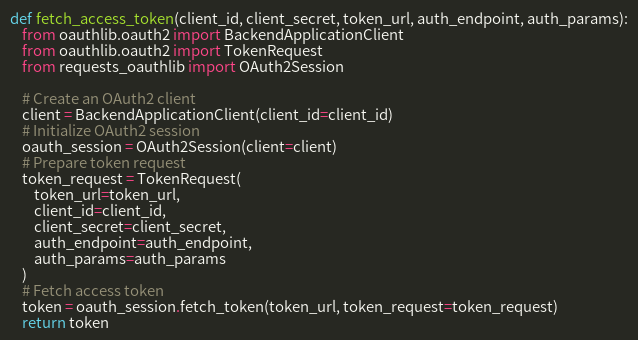 def fetch_access_token(client_id, client_secret, token_url, auth_endpoint, auth_params):
from oauthlib.oauth2 import BackendApplicationClient
from oauthlib.oauth2 import TokenRequest
from requests_oauthlib import OAuth2Session
# Create an OAuth2 client
client = BackendApplicationClient(client_id=client_id)
# Initialize OAuth2 session
oauth_session = OAuth2Session(client=client)
# Prepare token request
token_request = TokenRequest(
token_url=token_url,
client_id=client_id,
client_secret=client_secret,
auth_endpoint=auth_endpoint,
auth_params=auth_params
)
# Fetch access token
token = oauth_session.fetch_token(token_url, token_request=token_request)
return token